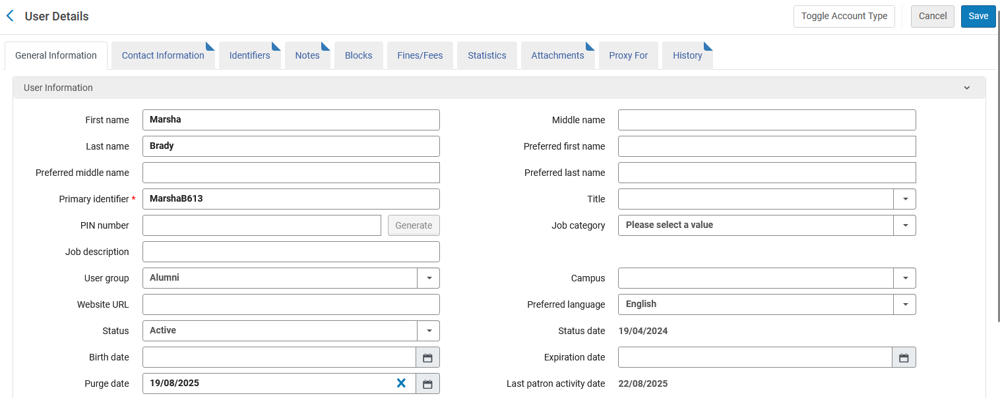 User Details
Toggle Account Type Cancel Save
General Information Contact Information Identifiers Notes Blocks Fines/Fees Statistics Attachments Proxy For History
User Information
First name Marsha Middle name
Last name Brady Preferred first name
Preferred middle name Preferred last name
Primary identifier * MarshaB613 Title
PIN number Generate Job category Please select a value
Job description
User group Alumni Campus
Website URL Preferred language English
Status Active Status date 19/04/2024
Birth date Expiration date
Purge date 19/08/2025 Last patron activity date 22/08/2025